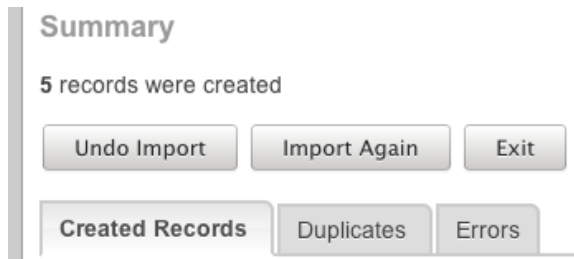 Summary
5 records were created
Undo Import Import Again Exit
Created Records Duplicates Errors